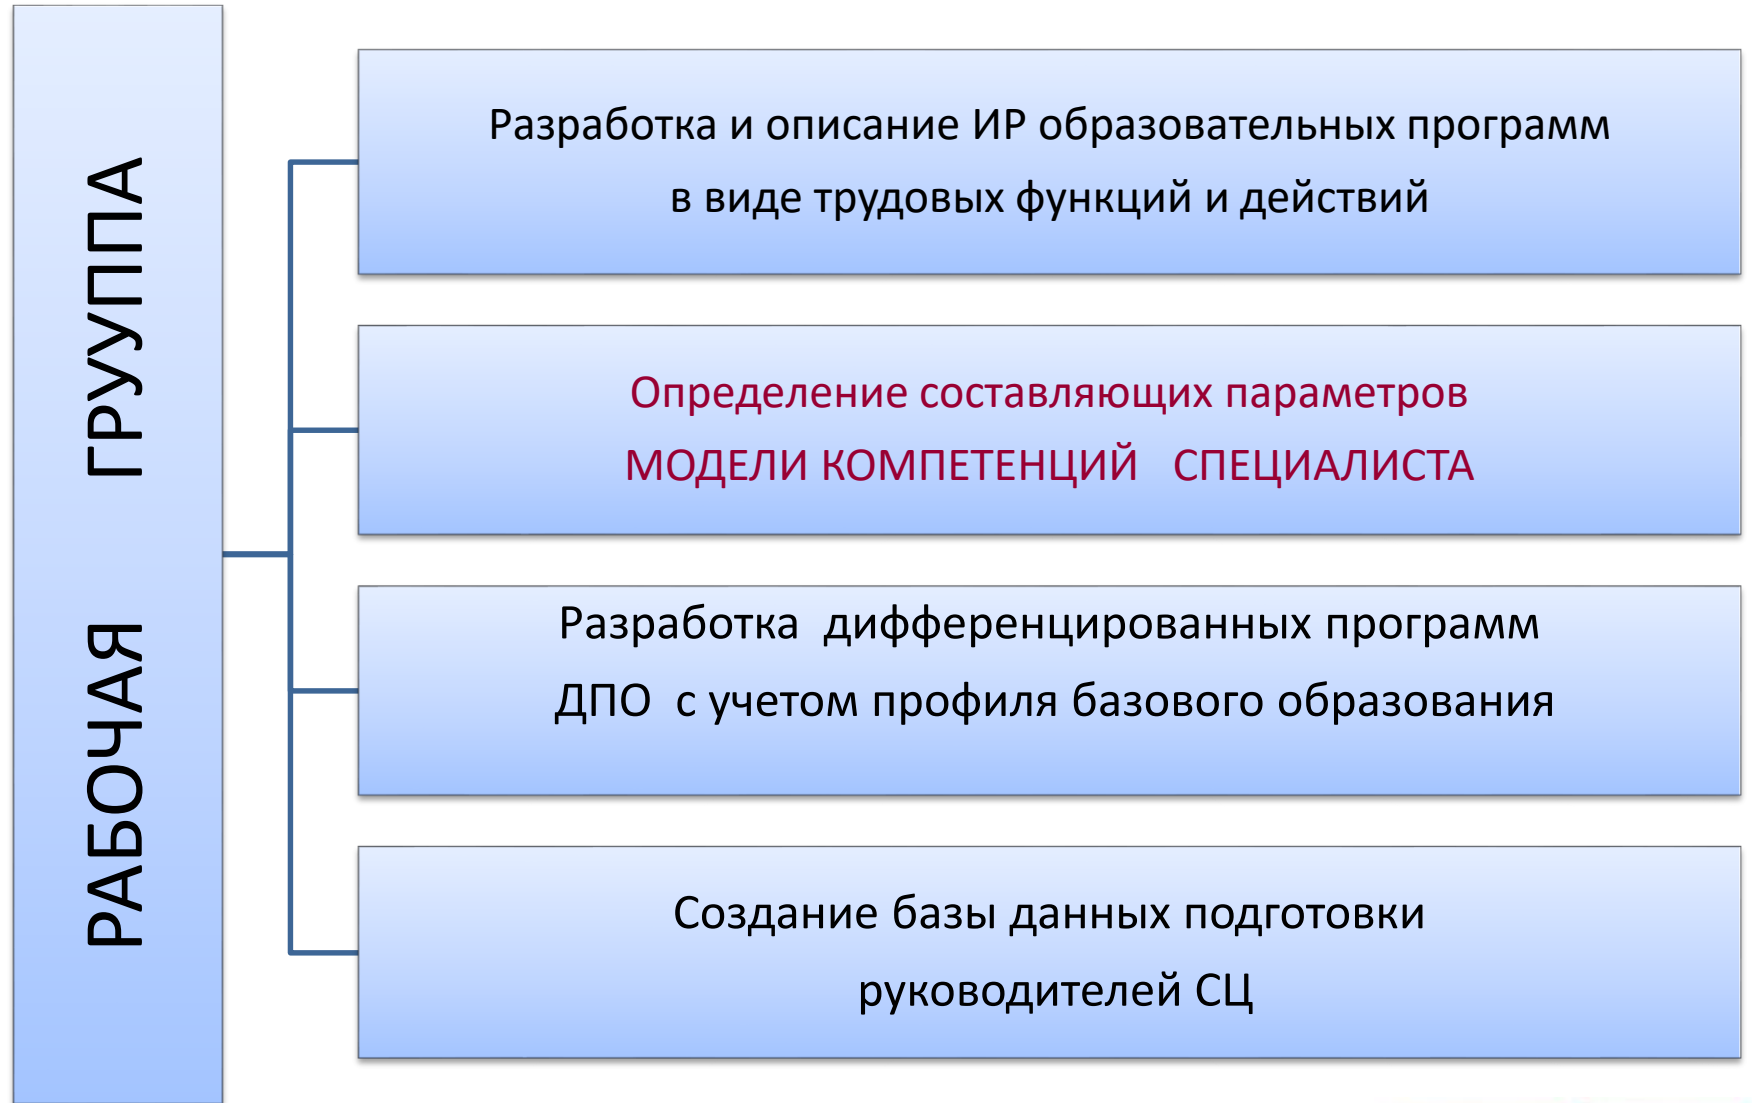 РАБОЧАЯ ГРУППА
Разработка и описание ИР образовательных программ
в виде трудовых функций и действий
Определение составляющих параметров
МОДЕЛИ КОМПЕТЕНЦИЙ СПЕЦИАЛИСТА
Разработка дифференцированных программ
ДПО с учетом профиля базового образования
Создание базы данных подготовки
руководителей СЦ